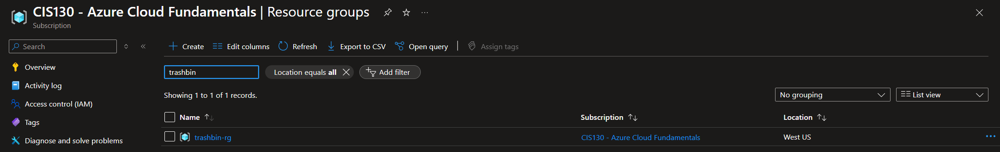 CIS130 - Azure Cloud Fundamentals | Resource groups
Subscription
Search
Create
Edit columns
Refresh
Export to CSV
Open query
Assign tags
Overview
Activity log
Access control (IAM)
Tags
Diagnose and solve problems
trashbin
Location equals all
Add filter
Showing 1 to 1 of 1 records.
No grouping
List view
Name
Subscription
Location
trashbin-rg
CIS130 - Azure Cloud Fundamentals
West US